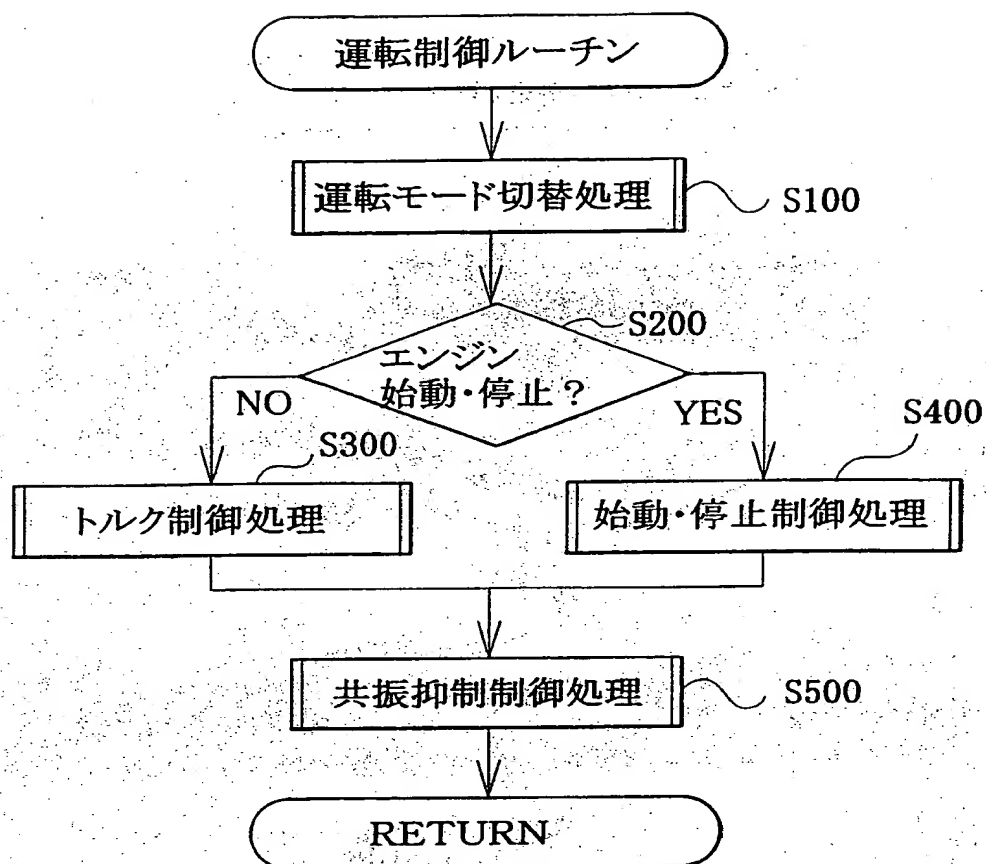 運転制御ルーチン
運転モード切替処理
S100
S200
エンジン
始動・停止？
NO
YES
S300
S400
トルク制御処理
始動・停止制御処理
共振抑制制御処理
S500
RETURN